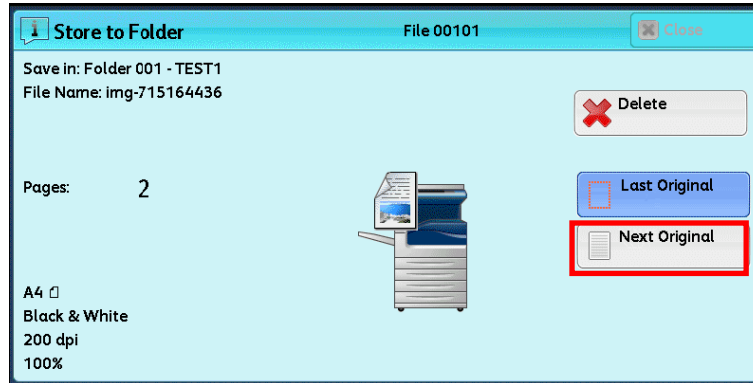 Store to Folder
File 00101
Close
Save in: Folder 001 - TEST1
File Name: img-715164436
Delete
Pages: 2
Last Original
Next Original
A4
Black & White
200 dpi
100%